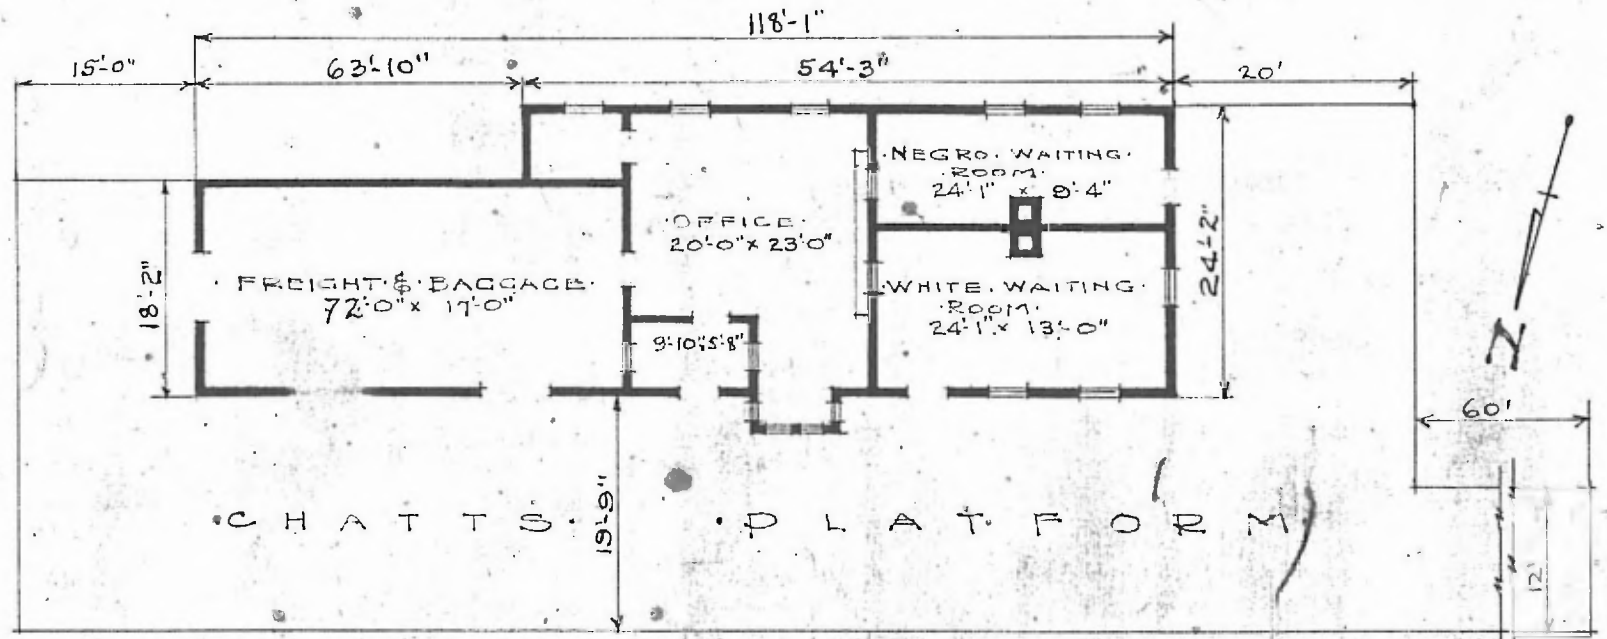 118'-1"
15'-0"
63'-10"
54'-3"
20'
·NEGRO·WAITING·
·ROOM·
24'1" x 9'-4"
·OFFICE·
20'-0" x 23'-0"
24'-2"
18'-2"
·FREIGHT·&·BAGGAGE·
72'-0" x 17'-0"
·WHITE·WAITING·
·ROOM·
24'-1" x 13'-0"
9'-10" 5'-8"
N
60'
19'-9"
·CHATTS· ·PLATFORM·
12'